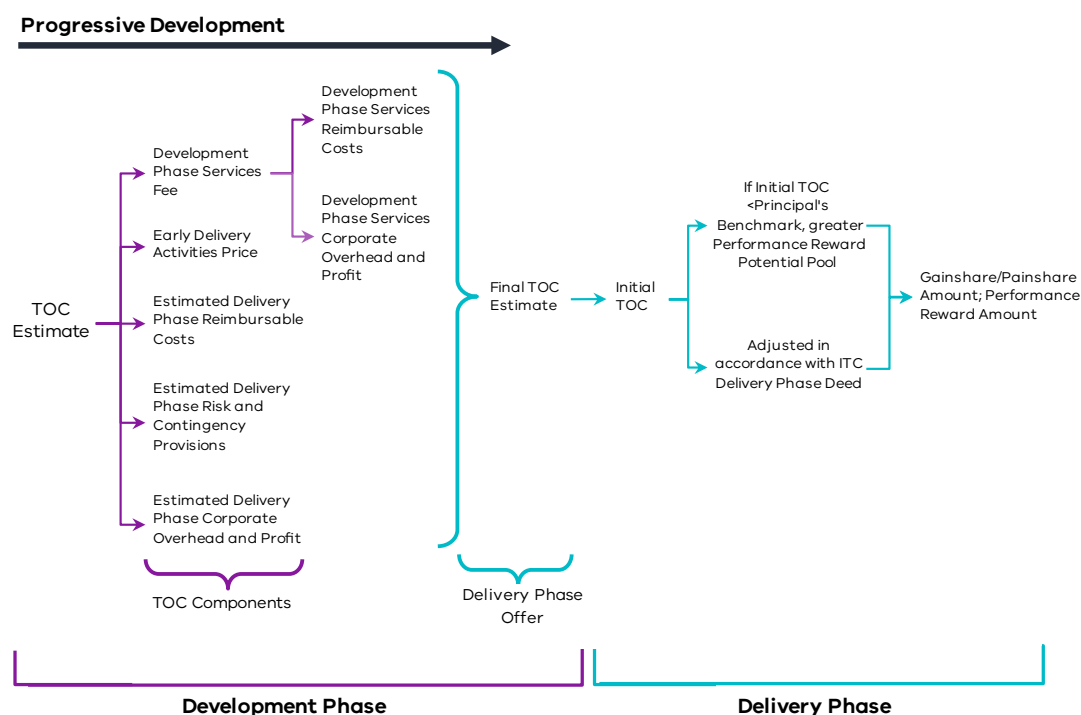 Progressive Development
TOC
Estimate
Development
Phase Services
Fee
Early Delivery
Activities Price
Estimated Delivery
Phase Reimbursable
Costs
Estimated Delivery
Phase Risk and
Contingency
Provisions
Estimated Delivery
Phase Corporate
Overhead and Profit
TOC Components
Development
Phase Services
Reimbursable
Costs
Development
Phase Services
Corporate
Overhead and
Profit
Final TOC
Estimate
Delivery Phase
Offer
Initial
TOC
If Initial TOC
<Principal's
Benchmark, greater
Performance Reward
Potential Pool
Adjusted in
accordance with ITC
Delivery Phase Deed
Gainshare/Painshare
Amount; Performance
Reward Amount
Development Phase
Delivery Phase